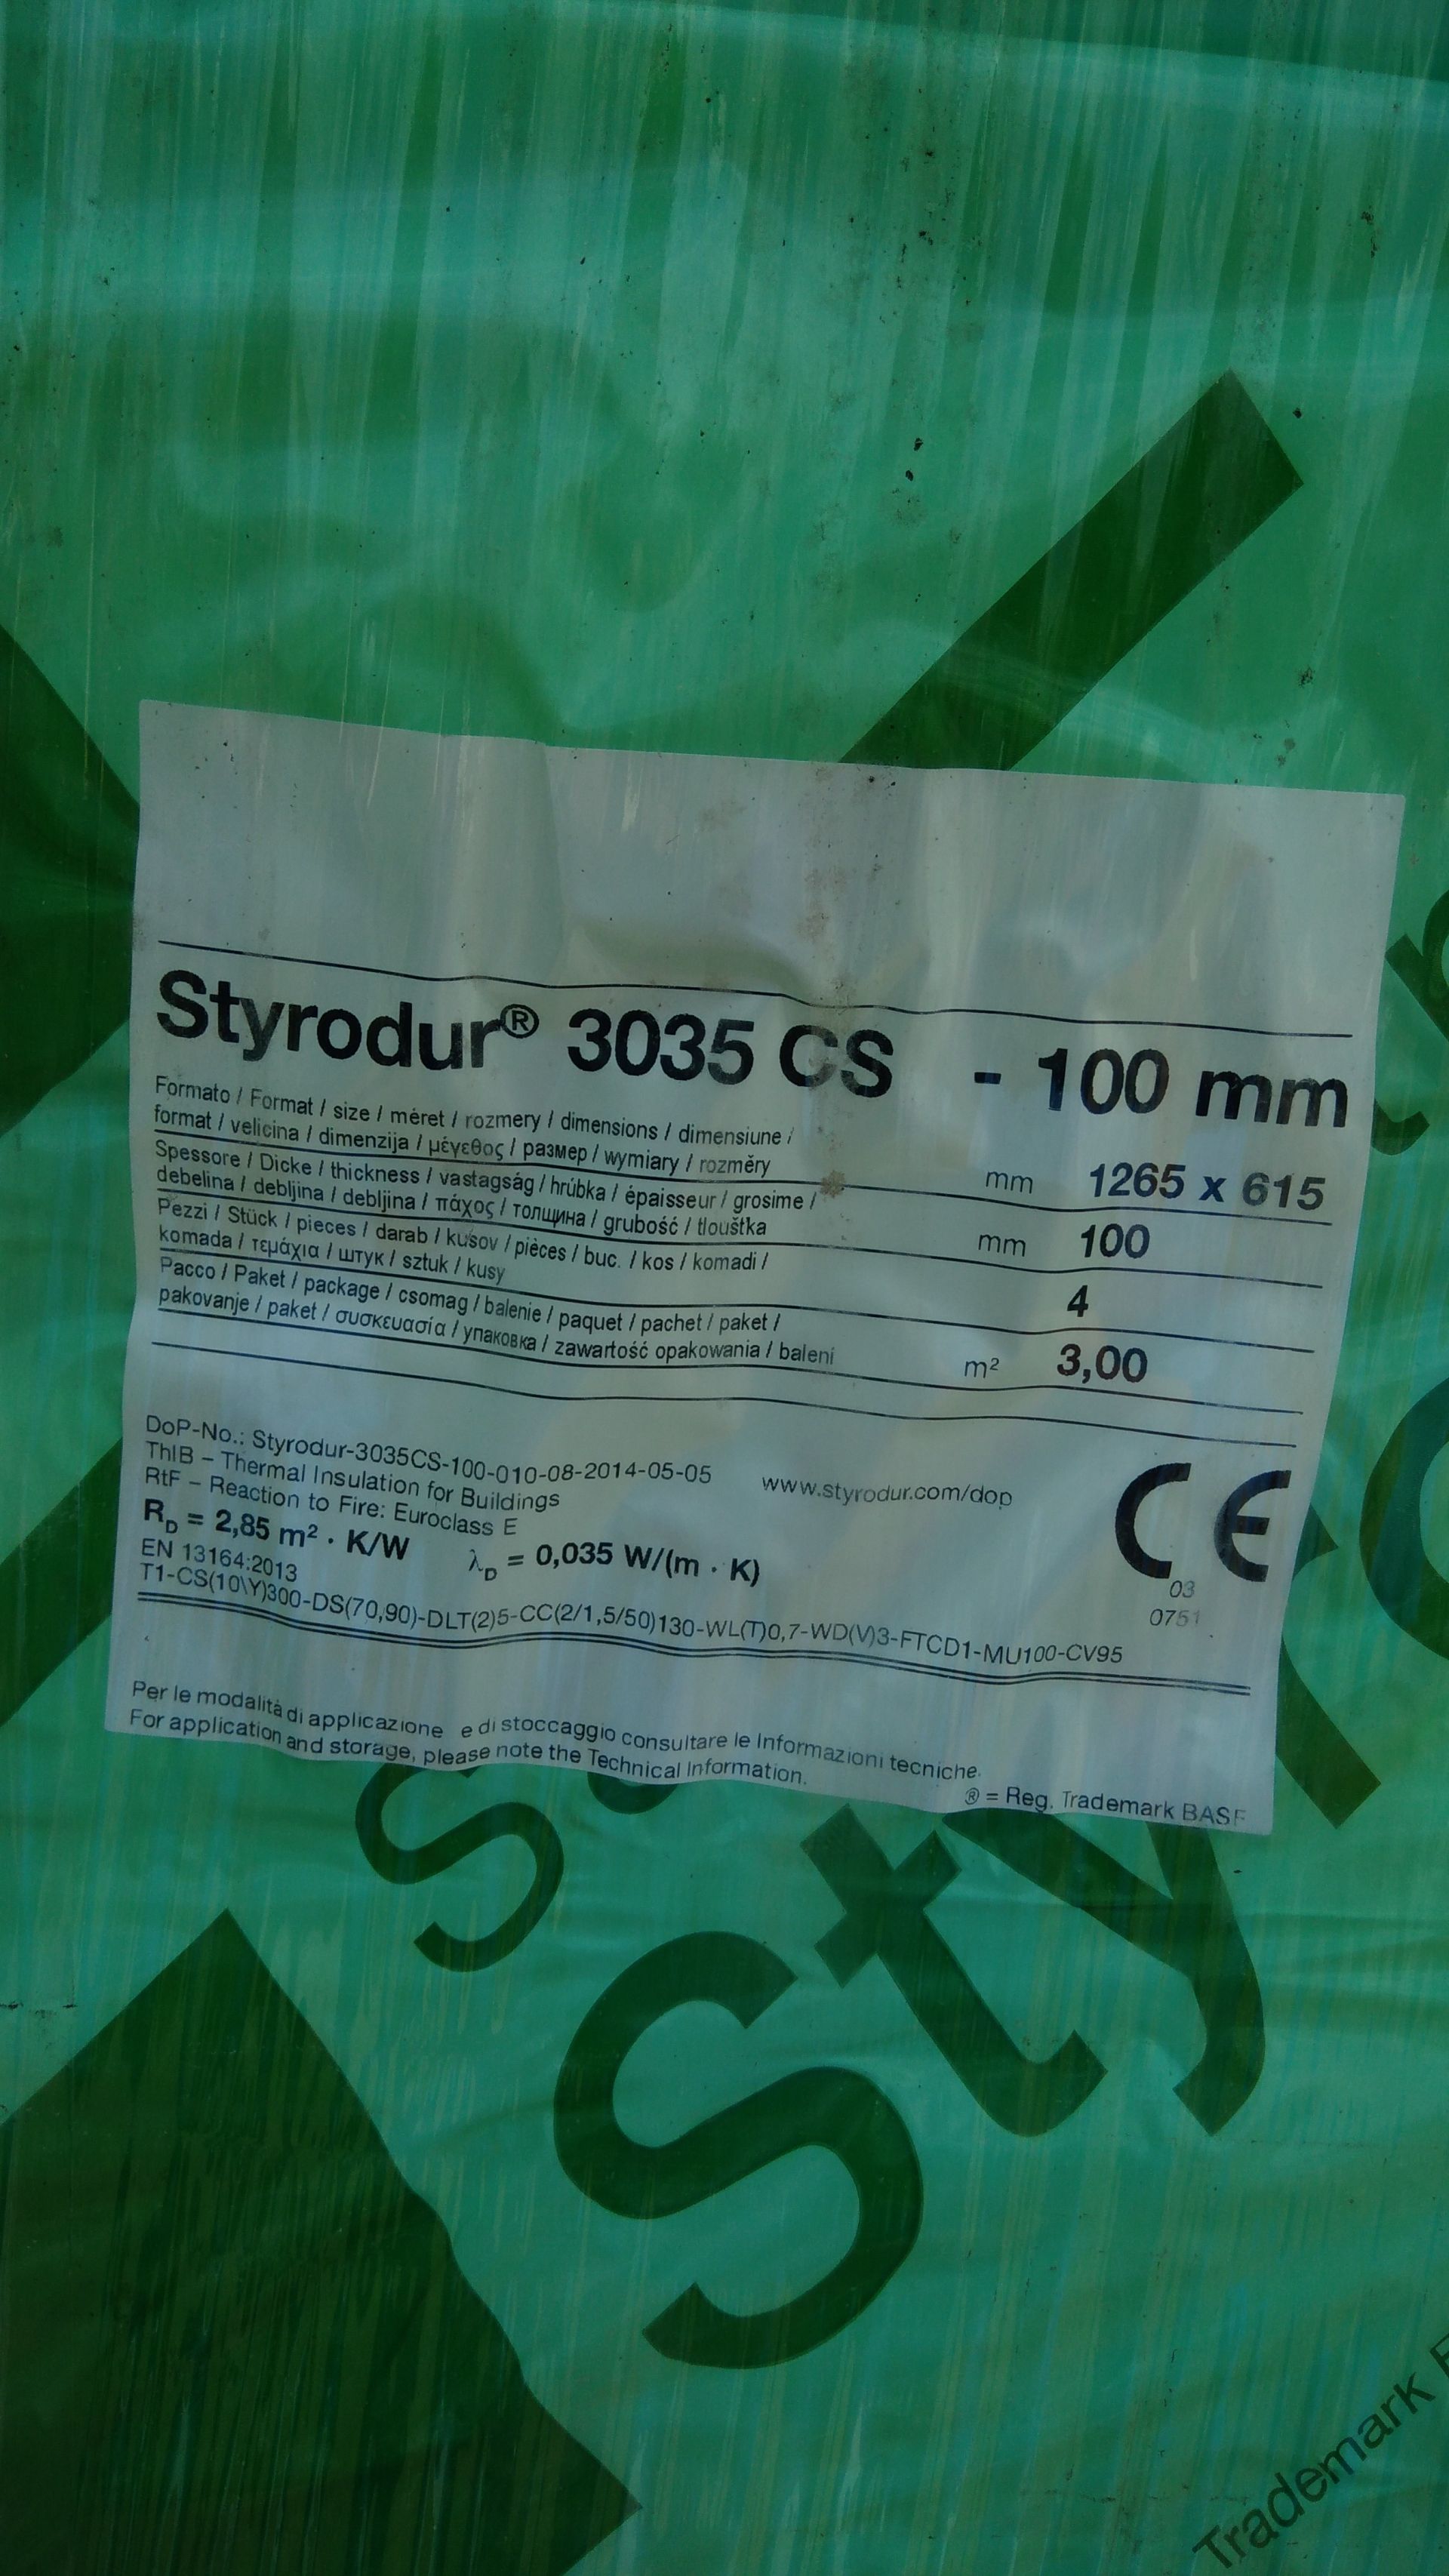 Styrodur® 3035 CS - 100 mm
Formato / Format / size / méret / rozmery / dimensions / dimensiune /
format / velicina / dimenzija / μέγεθος / размер / wymiary / rozměry mm 1265 x 615
Spessore / Dicke / thickness / vastagság / hrúbka / épaisseur / grosime /
debelina / debljina / debljina / πάχος / толщина / grubość / tlouštka mm 100
Pezzi / Stück / pieces / darab / kusov / pièces / buc. / kos / komadi /
komada / τεμάχια / штук / sztuk / kusy 4
Pacco / Paket / package / csomag / balenie / paquet / pachet / paket /
pakovanje / paket / συσκευασία / упаковка / zawartość opakowania / baleni m² 3,00
DoP-No.: Styrodur-3035CS-100-010-08-2014-05-05 www.styrodur.com/dop
ThIB – Thermal Insulation for Buildings
RtF – Reaction to Fire: Euroclass E
R_D = 2,85 m² · K/W λ_D = 0,035 W/(m · K)
CE
03
0751
EN 13164:2013
T1-CS(10\Y)300-DS(70,90)-DLT(2)5-CC(2/1,5/50)130-WL(T)0,7-WD(V)3-FTCD1-MU100-CV95
Per le modalità di applicazione e di stoccaggio consultare le Informazioni tecniche.
For application and storage, please note the Technical Information.
® = Reg. Trademark BASF
Styro
Trademark